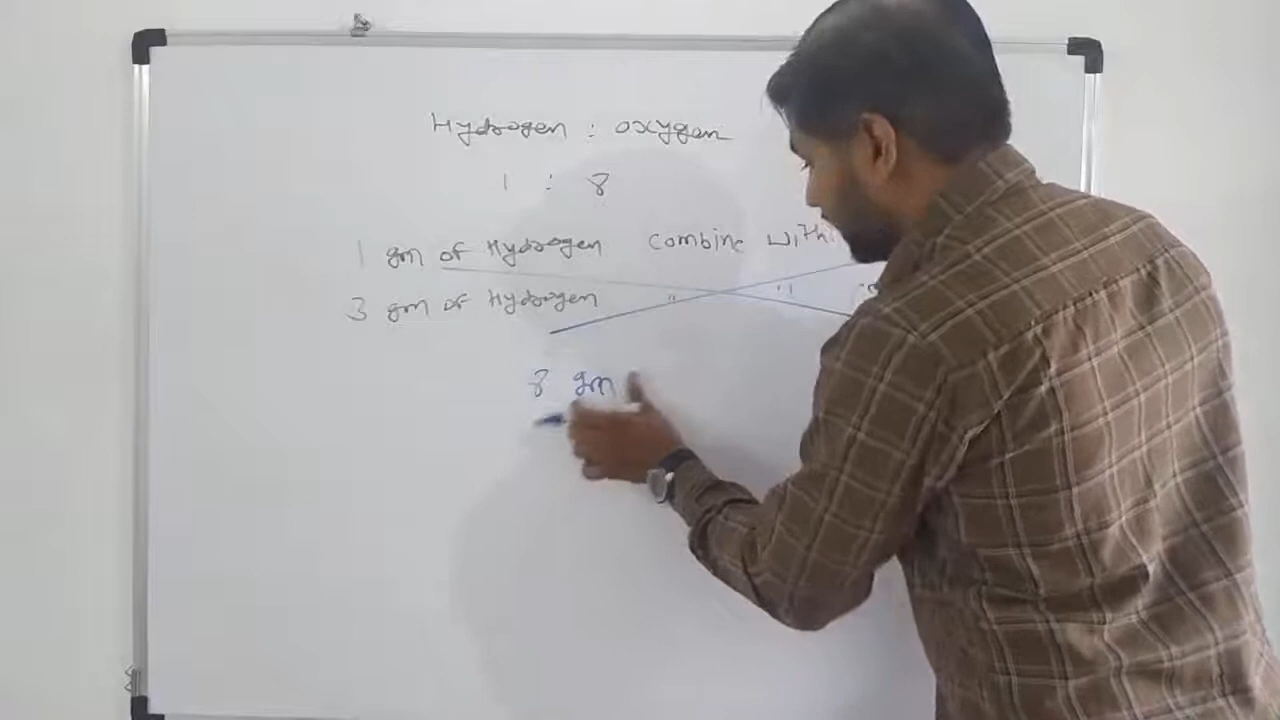 Hydrogen : oxygen
1 : 8
1 gm of Hydrogen combine with
3 gm of Hydrogen " "
8 gm